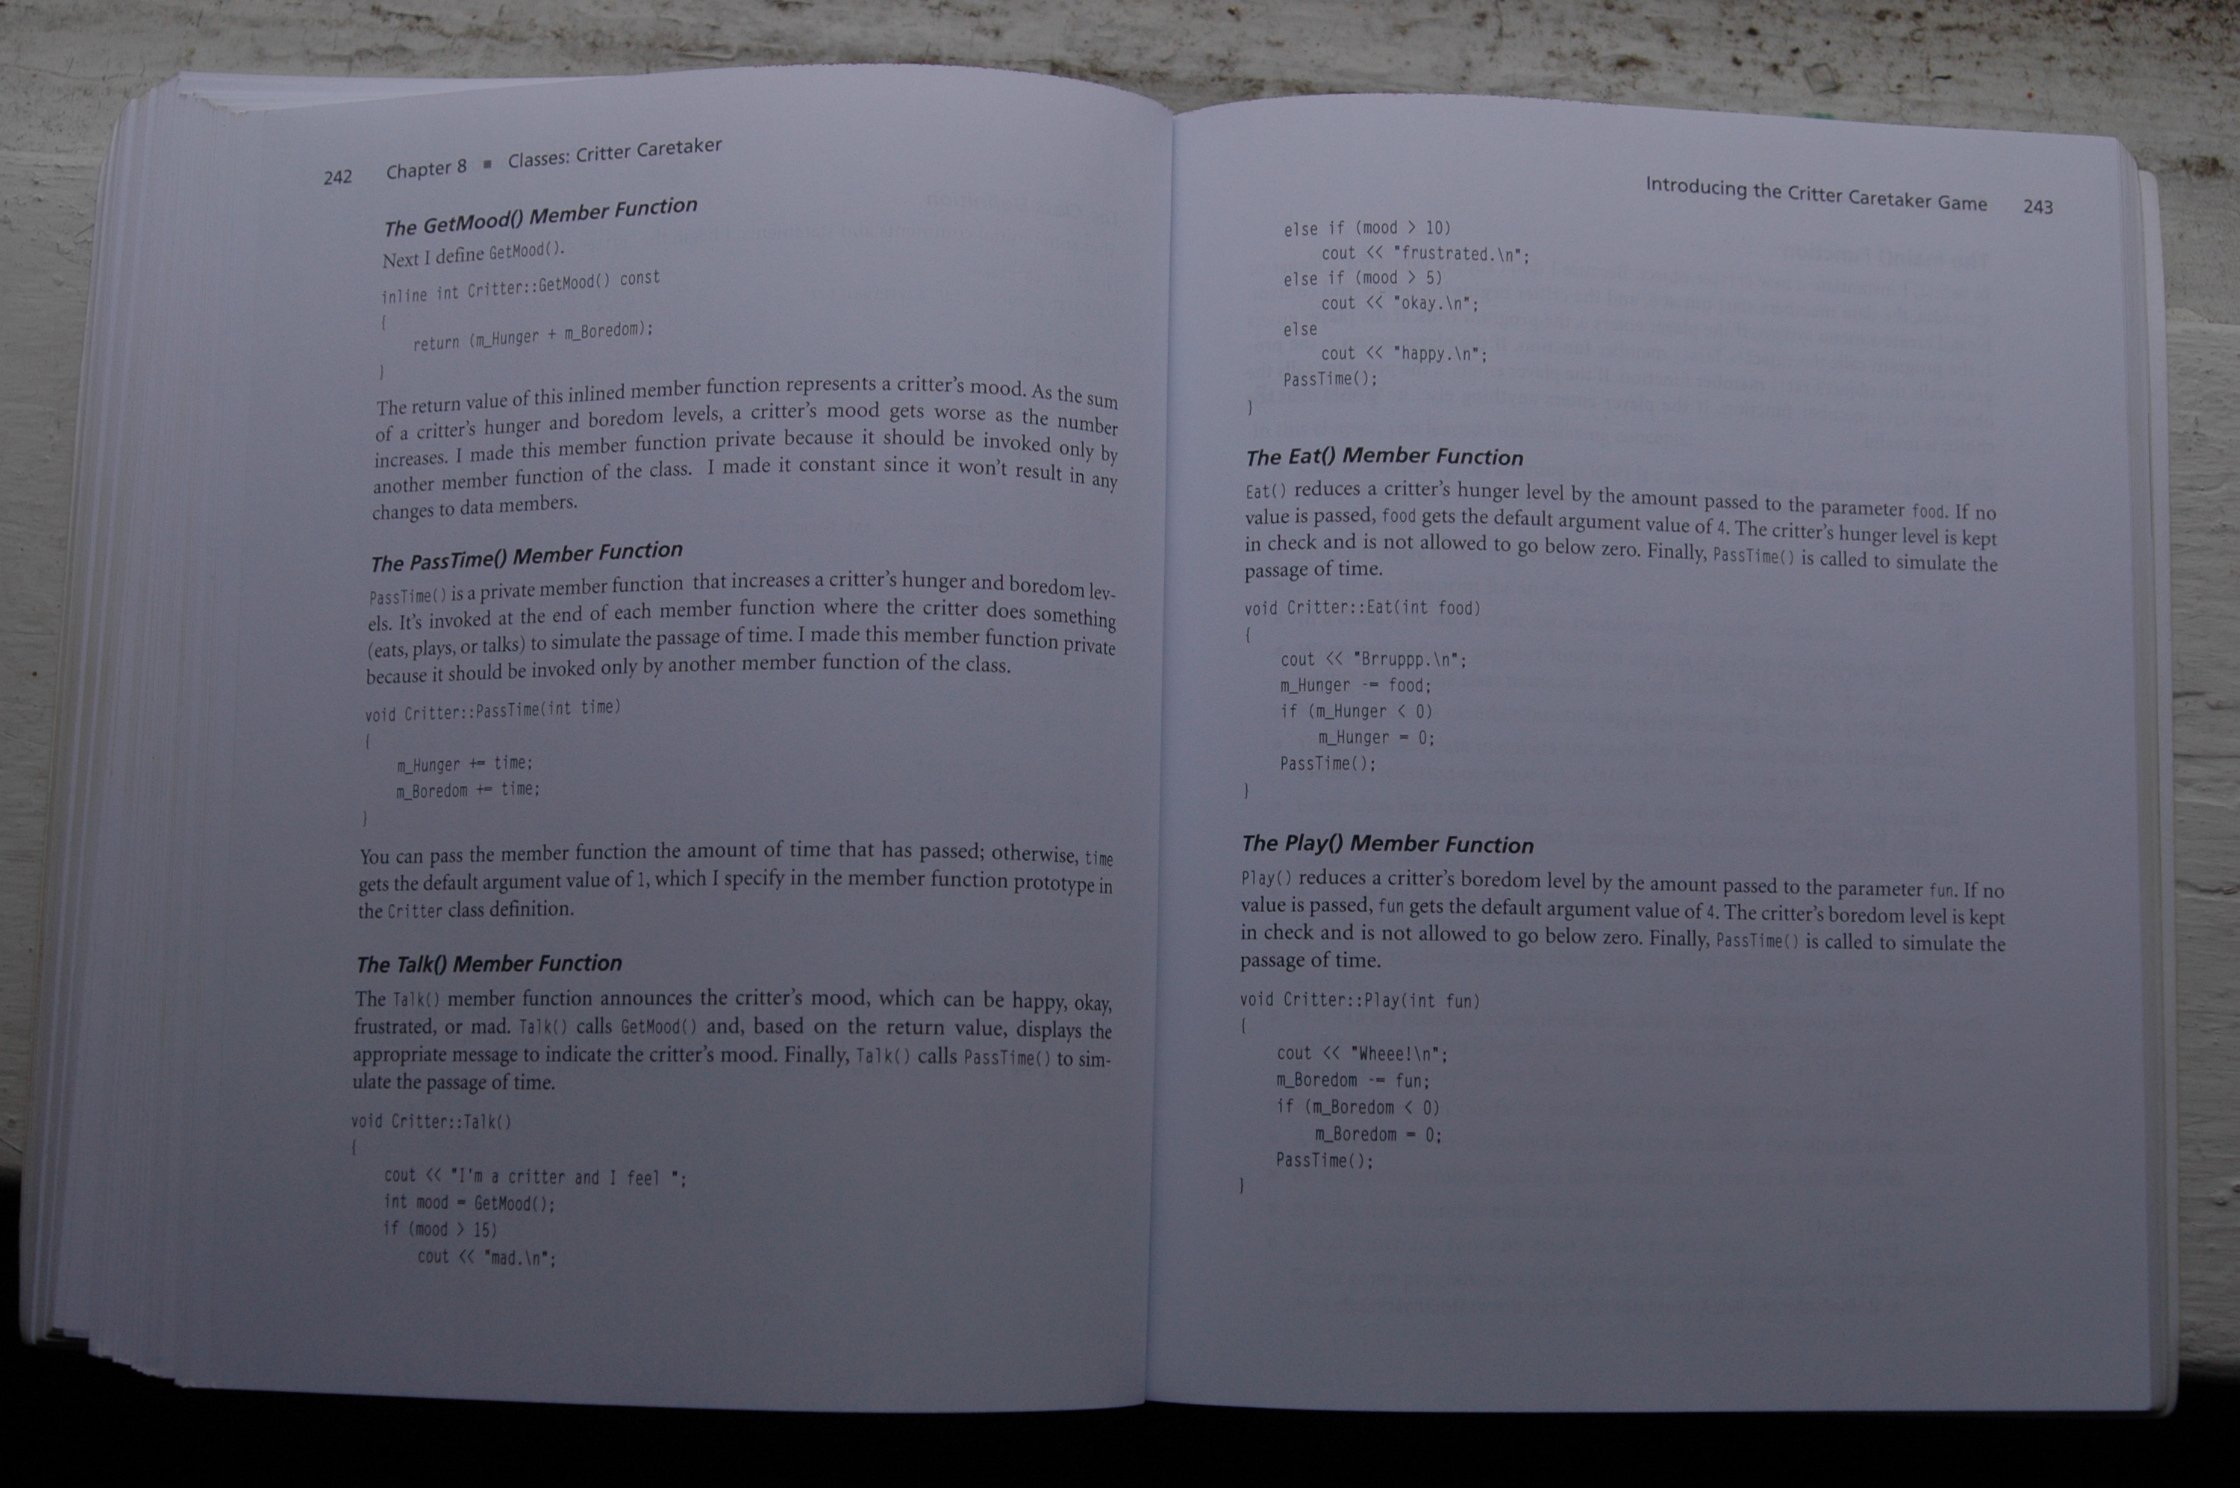 242 Chapter 8 ■ Classes: Critter Caretaker
The GetMood() Member Function
Next I define GetMood().
inline int Critter::GetMood() const
{
return (m_Hunger + m_Boredom);
}
The return value of this inlined member function represents a critter's mood. As the sum
of a critter's hunger and boredom levels, a critter's mood gets worse as the number
increases. I made this member function private because it should be invoked only by
another member function of the class. I made it constant since it won't result in any
changes to data members.
The PassTime() Member Function
PassTime() is a private member function that increases a critter's hunger and boredom lev-
els. It's invoked at the end of each member function where the critter does something
(eats, plays, or talks) to simulate the passage of time. I made this member function private
because it should be invoked only by another member function of the class.
void Critter::PassTime(int time)
{
m_Hunger += time;
m_Boredom += time;
}
You can pass the member function the amount of time that has passed; otherwise, time
gets the default argument value of 1, which I specify in the member function prototype in
the Critter class definition.
The Talk() Member Function
The Talk() member function announces the critter's mood, which can be happy, okay,
frustrated, or mad. Talk() calls GetMood() and, based on the return value, displays the
appropriate message to indicate the critter's mood. Finally, Talk() calls PassTime() to sim-
ulate the passage of time.
void Critter::Talk()
{
cout << "I'm a critter and I feel ";
int mood = GetMood();
if (mood > 15)
cout << "mad.\n";
Introducing the Critter Caretaker Game 243
else if (mood > 10)
cout << "frustrated.\n";
else if (mood > 5)
cout << "okay.\n";
else
cout << "happy.\n";
PassTime();
}
The Eat() Member Function
Eat() reduces a critter's hunger level by the amount passed to the parameter food. If no
value is passed, food gets the default argument value of 4. The critter's hunger level is kept
in check and is not allowed to go below zero. Finally, PassTime() is called to simulate the
passage of time.
void Critter::Eat(int food)
{
cout << "Brruppp.\n";
m_Hunger -= food;
if (m_Hunger < 0)
m_Hunger = 0;
PassTime();
}
The Play() Member Function
Play() reduces a critter's boredom level by the amount passed to the parameter fun. If no
value is passed, fun gets the default argument value of 4. The critter's boredom level is kept
in check and is not allowed to go below zero. Finally, PassTime() is called to simulate the
passage of time.
void Critter::Play(int fun)
{
cout << "Wheee!\n";
m_Boredom -= fun;
if (m_Boredom < 0)
m_Boredom = 0;
PassTime();
}